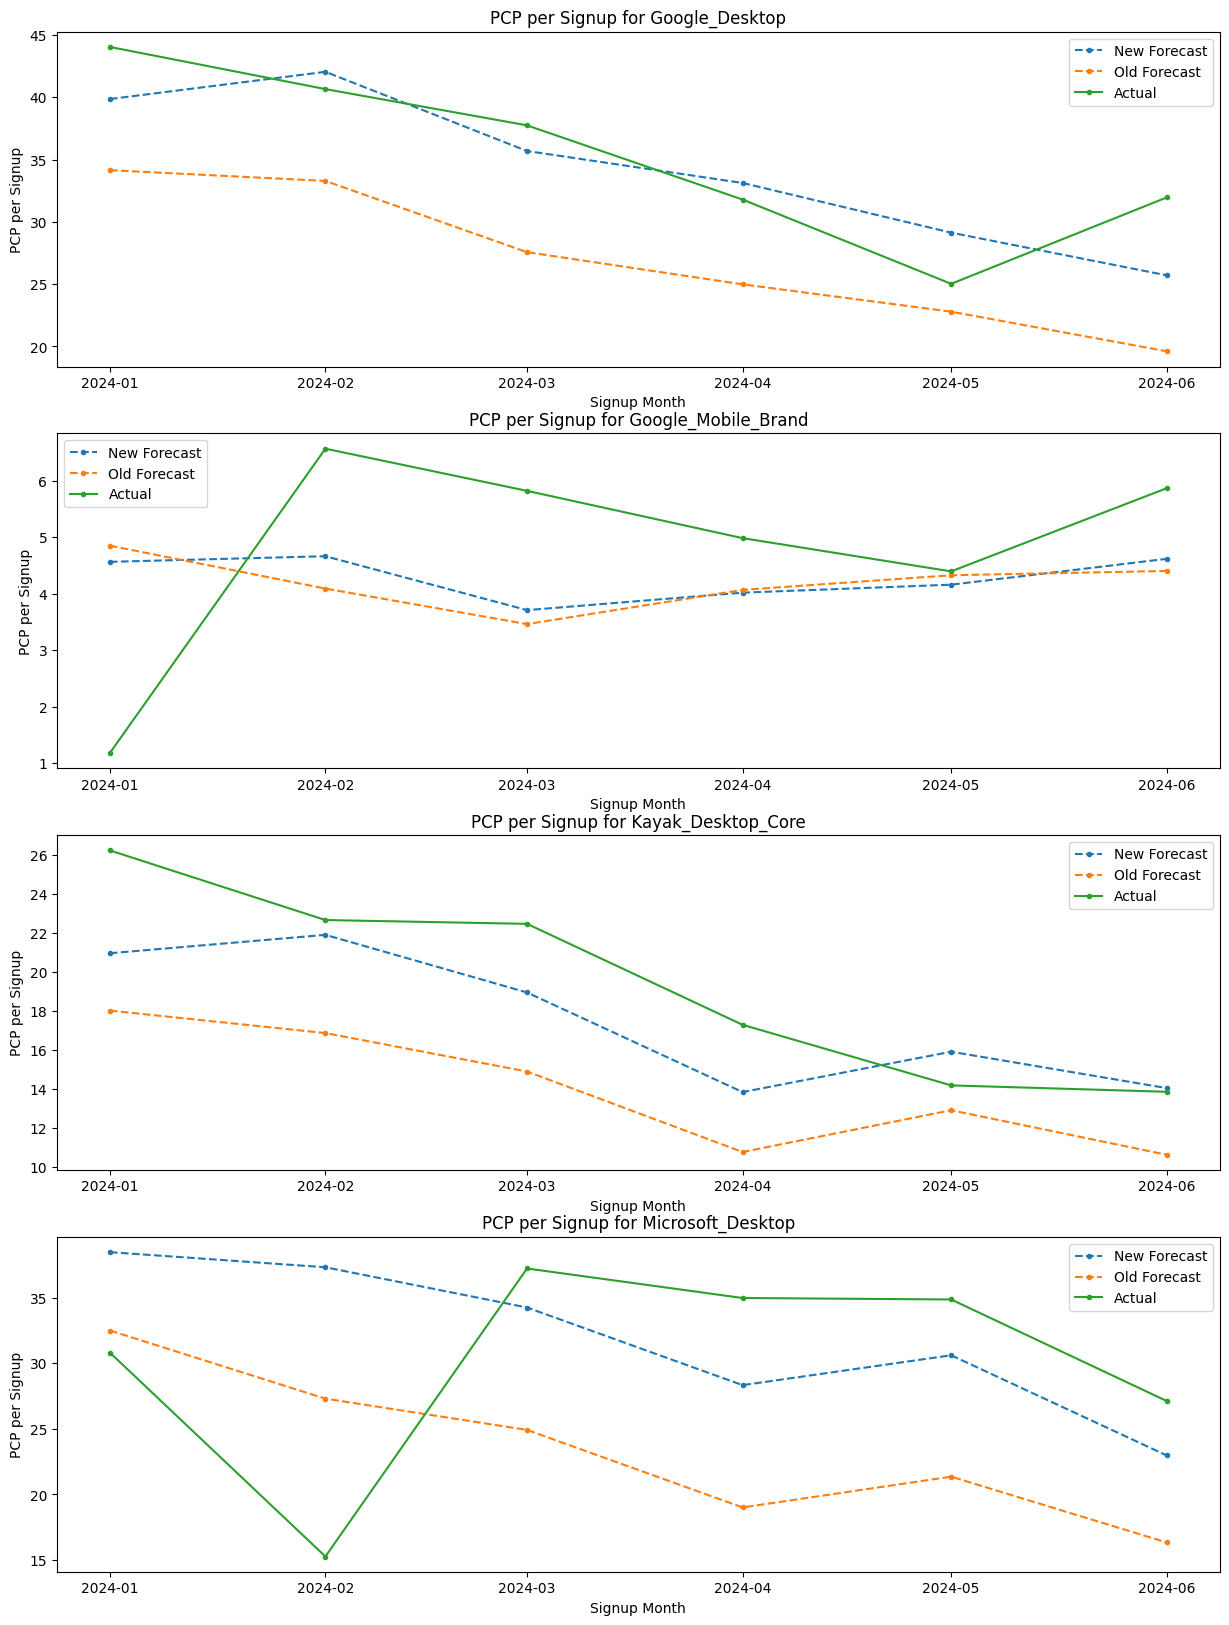 PCP per Signup for Google_Desktop
45
40
35
30
25
20
PCP per Signup
New Forecast
Old Forecast
Actual
2024-01 2024-02 2024-03 2024-04 2024-05 2024-06
Signup Month
PCP per Signup for Google_Mobile_Brand
6
5
4
3
2
1
PCP per Signup
New Forecast
Old Forecast
Actual
2024-01 2024-02 2024-03 2024-04 2024-05 2024-06
Signup Month
PCP per Signup for Kayak_Desktop_Core
26
24
22
20
18
16
14
12
10
PCP per Signup
New Forecast
Old Forecast
Actual
2024-01 2024-02 2024-03 2024-04 2024-05 2024-06
Signup Month
PCP per Signup for Microsoft_Desktop
35
30
25
20
15
PCP per Signup
New Forecast
Old Forecast
Actual
2024-01 2024-02 2024-03 2024-04 2024-05 2024-06
Signup Month